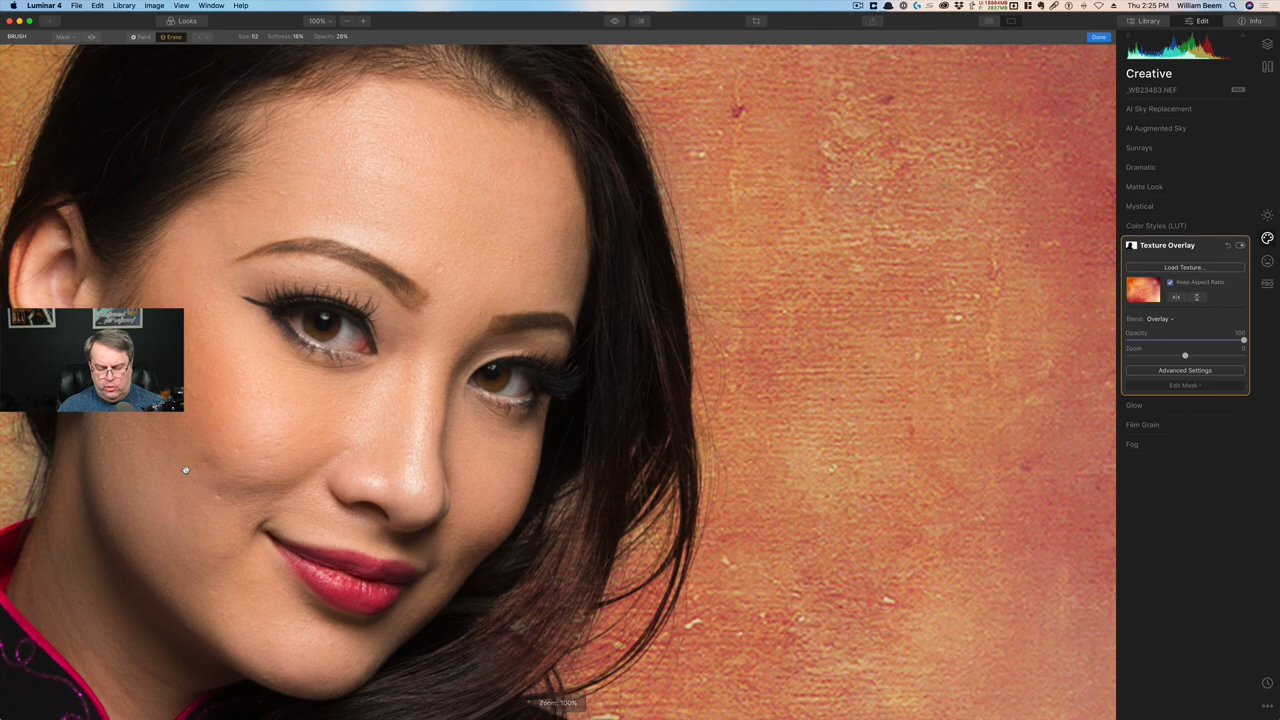 Luminar 4 File Edit Library Image View Window Help
Thu 2:25 PM William Beem
Looks
100%
Library Edit Info
BRUSH Mask Paint Erase Size: 52 Softness: 18% Opacity: 28% Done
Creative
_WB23463.NEF
AI Sky Replacement
AI Augmented Sky
Sunrays
Dramatic
Matte Look
Mystical
Color Styles (LUT)
Texture Overlay
Load Texture...
Keep Aspect Ratio
Blend: Overlay
Opacity 100
Zoom 0
Advanced Settings
Edit Mask
Glow
Film Grain
Fog
PRO
Zoom: 100%